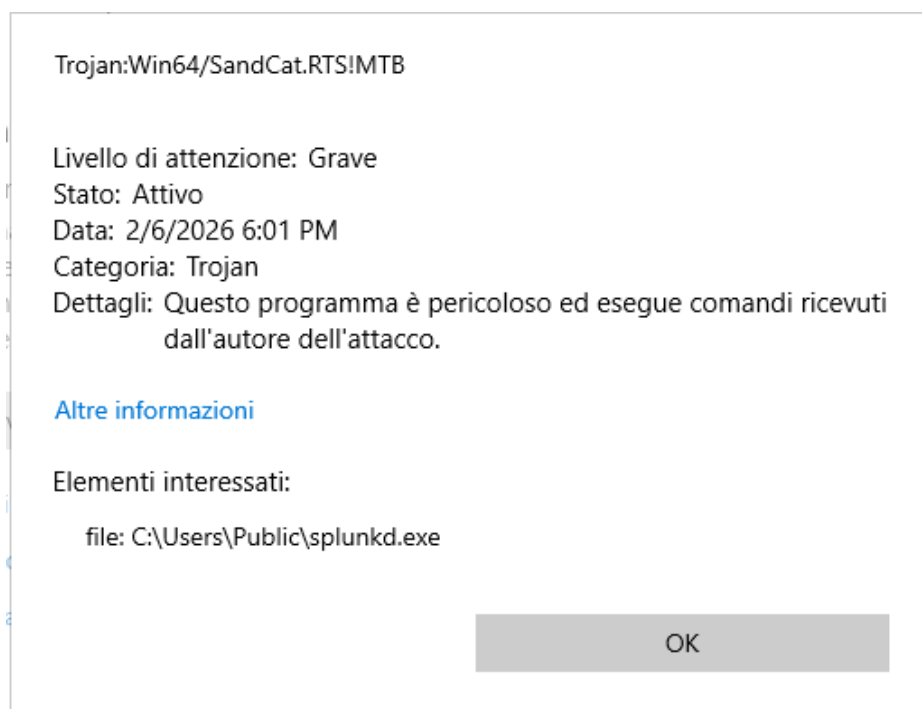 Trojan:Win64/SandCat.RTS!MTB
Livello di attenzione: Grave
Stato: Attivo
Data: 2/6/2026 6:01 PM
Categoria: Trojan
Dettagli: Questo programma è pericoloso ed esegue comandi ricevuti
dall'autore dell'attacco.
Altre informazioni
Elementi interessati:
file: C:\Users\Public\splunkd.exe
OK